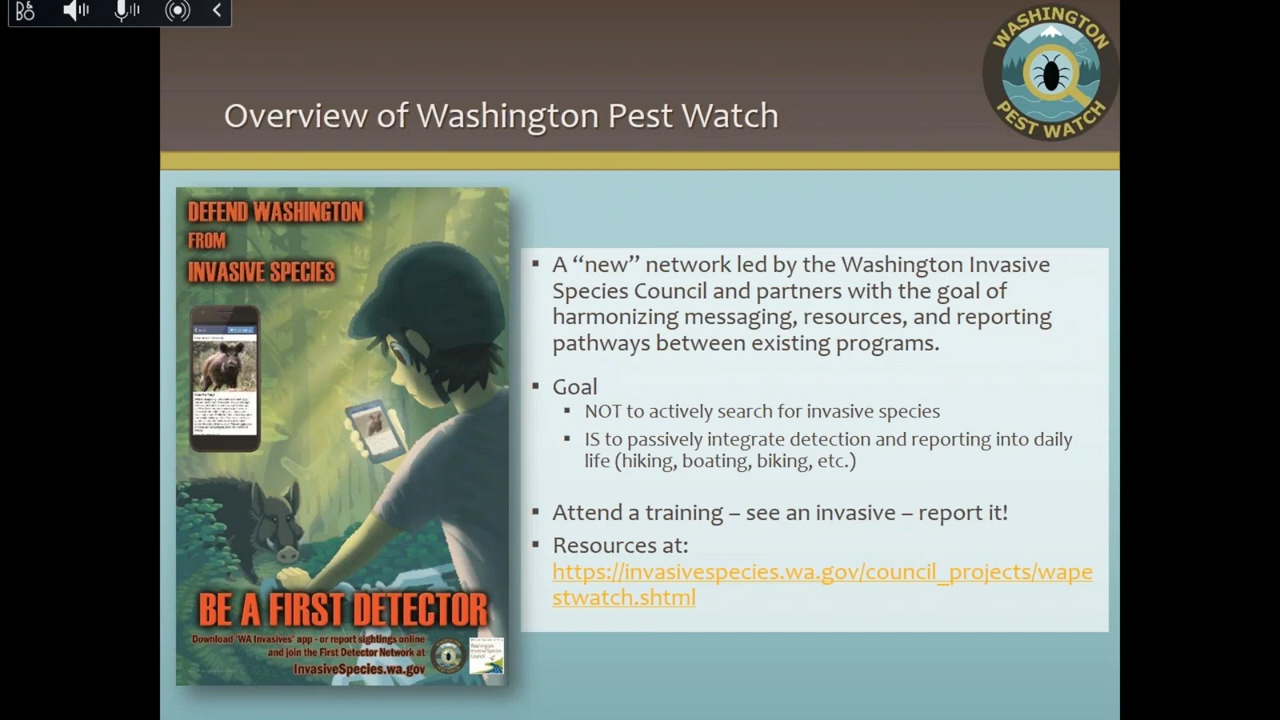 B&
BO
WASHINGTON
PEST WATCH
Overview of Washington Pest Watch
DEFEND WASHINGTON
FROM
INVASIVE SPECIES
BE A FIRST DETECTOR
Download 'WA Invasives' app - or report sightings online
and join the First Detector Network at
InvasiveSpecies.wa.gov
▪ A “new” network led by the Washington Invasive
Species Council and partners with the goal of
harmonizing messaging, resources, and reporting
pathways between existing programs.
▪ Goal
▪ NOT to actively search for invasive species
▪ IS to passively integrate detection and reporting into daily
life (hiking, boating, biking, etc.)
▪ Attend a training – see an invasive – report it!
▪ Resources at:
https://invasivespecies.wa.gov/council_projects/wape
stwatch.shtml